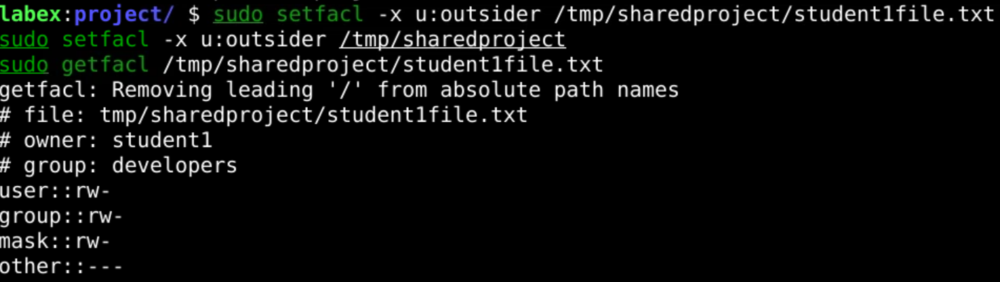 labex:project/ $ sudo setfacl -x u:outsider /tmp/sharedproject/student1file.txt
sudo setfacl -x u:outsider /tmp/sharedproject
sudo getfacl /tmp/sharedproject/student1file.txt
getfacl: Removing leading '/' from absolute path names
# file: tmp/sharedproject/student1file.txt
# owner: student1
# group: developers
user::rw-
group::rw-
mask::rw-
other::---